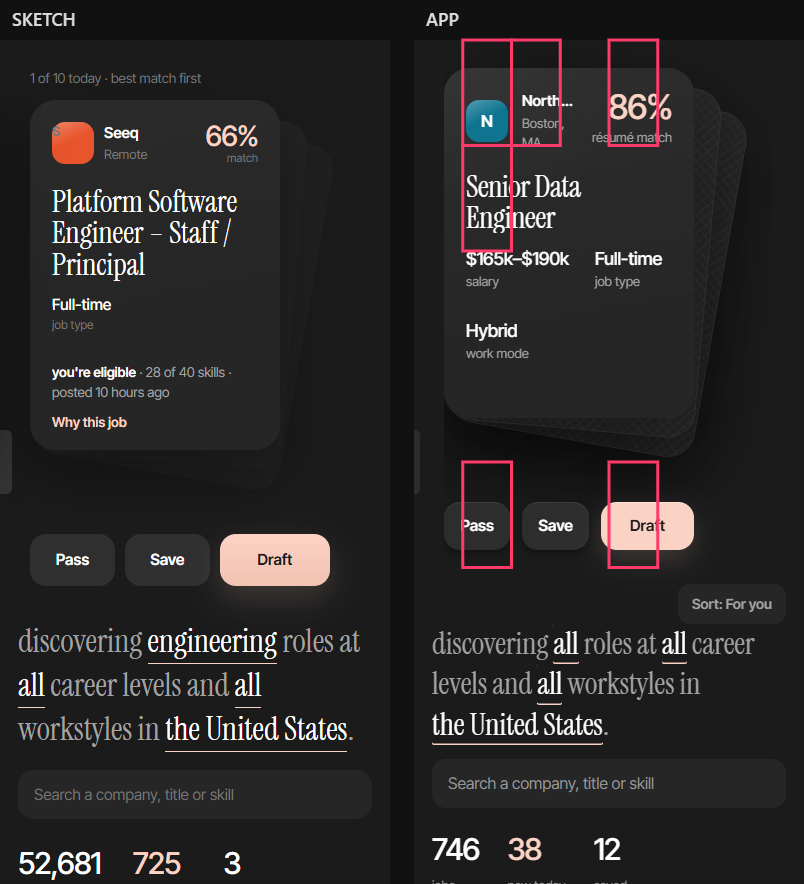 SKETCH
1 of 10 today · best match first
S
Seeq
Remote
66%
match
Platform Software
Engineer – Staff /
Principal
Full-time
job type
you're eligible · 28 of 40 skills ·
posted 10 hours ago
Why this job
Pass
Save
Draft
discovering engineering roles at
all career levels and all
workstyles in the United States.
Search a company, title or skill
52,681
725
3
APP
N
North...
Boston,
MA
86%
résumé match
Senior Data
Engineer
$165k–$190k
salary
Full-time
job type
Hybrid
work mode
Pass
Save
Draft
Sort: For you
discovering all roles at all career
levels and all workstyles in
the United States.
Search a company, title or skill
746
38
12